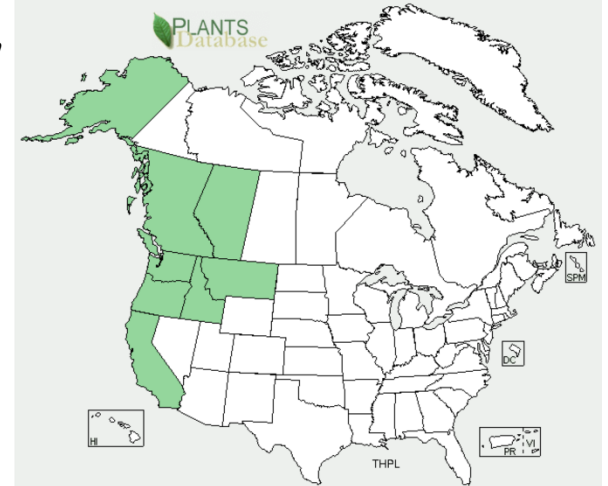 PLANTS
Database
SPM
DC
HI
PR
VI
THPL